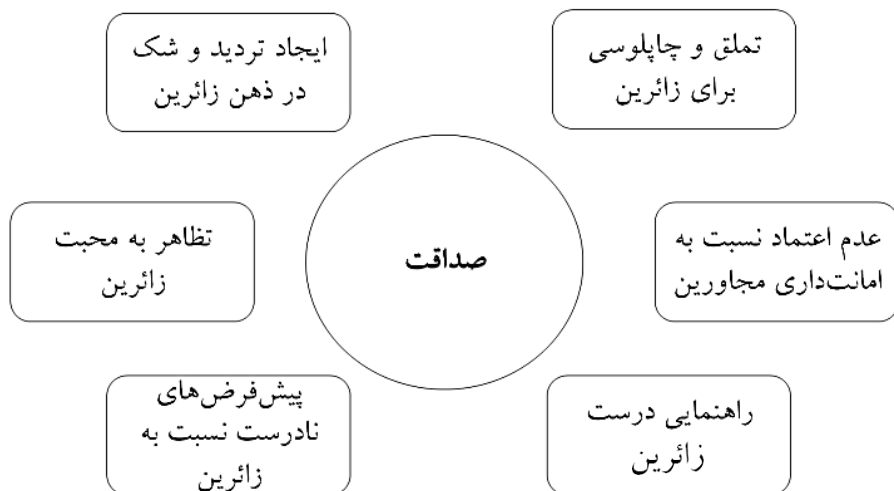 تملق و چاپلوسی
برای زائرین
ایجاد تردید و شک
در ذهن زائرین
عدم اعتماد نسبت به
امانت‌داری مجاورین
صداقت
تظاهر به محبت
زائرین
راهنمایی درست
زائرین
پیش‌فرض‌های
نادرست نسبت به
زائرین